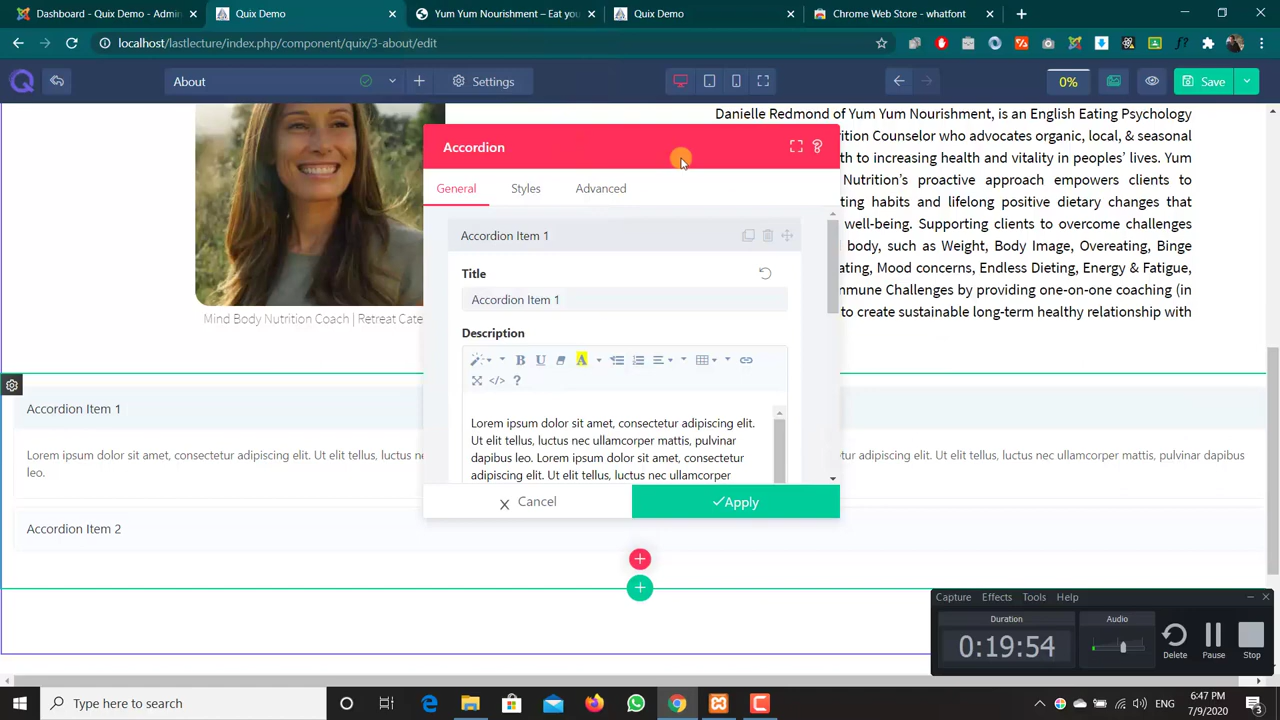 Dashboard - Demo - Admin
Quix Demo
Yum Yum Nourishment – Eat you
Quix Demo
Chrome Web Store - whatfont
localhost/lastlecture/index.php/component/quix/3-about/edit
About
Settings
0%
Save
Danielle Redmond of Yum Yum Nourishment, is an English Eating Psychology
rition Counselor who advocates organic, local, & seasonal
th to increasing health and vitality in peoples’ lives. Yum
Nutrition’s proactive approach empowers clients to
ting habits and lifelong positive dietary changes that
well-being. Supporting clients to overcome challenges
body, such as Weight, Body Image, Overeating, Binge
ating, Mood concerns, Endless Dieting, Energy & Fatigue,
mmune Challenges by providing one-on-one coaching (in
to create sustainable long-term healthy relationship with
Mind Body Nutrition Coach | Retreat Cate
Accordion
General
Styles
Advanced
Accordion Item 1
Title
Accordion Item 1
Description
Lorem ipsum dolor sit amet, consectetur adipiscing elit.
Ut elit tellus, luctus nec ullamcorper mattis, pulvinar
dapibus leo. Lorem ipsum dolor sit amet, consectetur
adipiscing elit. Ut elit tellus, luctus nec ullamcorper
Cancel
Apply
Accordion Item 1
Lorem ipsum dolor sit amet, consectetur adipiscing elit. Ut elit tellus, luctus ne
tur adipiscing elit. Ut elit tellus, luctus nec ullamcorper mattis, pulvinar dapibus
leo.
Accordion Item 2
Capture Effects Tools Help
Duration
0:19:54
Audio
Delete
Pause
Stop
Type here to search
ENG
6:47 PM
7/9/2020
3